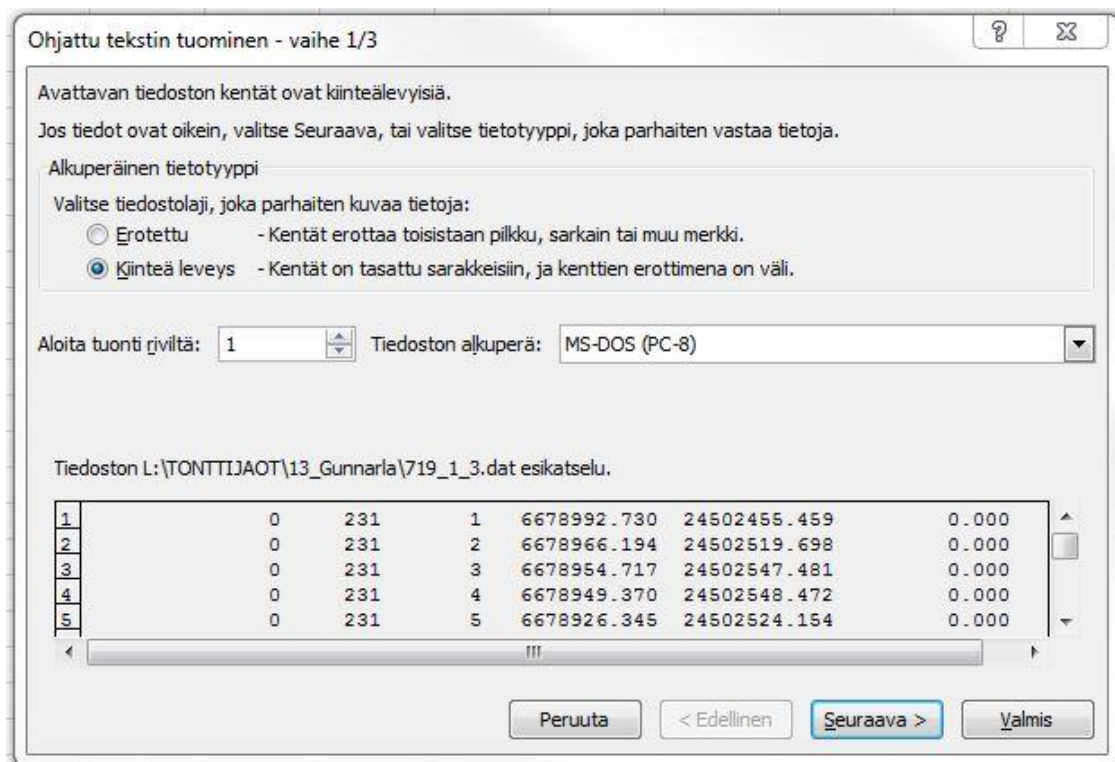 Ohjattu tekstin tuominen - vaihe 1/3
Avattavan tiedoston kentät ovat kiinteälevyisiä.
Jos tiedot ovat oikein, valitse Seuraava, tai valitse tietotyyppi, joka parhaiten vastaa tietoja.
Alkuperäinen tietotyyppi
Valitse tiedostolaji, joka parhaiten kuvaa tietoja:
Erotettu - Kentät erottaa toisistaan pilkku, sarkain tai muu merkki.
Kiinteä leveys - Kentät on tasattu sarakkeisiin, ja kenttien erottimena on väli.
Aloita tuonti riviltä: 1 Tiedoston alkuperä: MS-DOS (PC-8)
Tiedoston L:\TONTTIJAOT\13_Gunnarla\719_1_3.dat esikatselu.
1 0 231 1 6678992.730 24502455.459 0.000
2 0 231 2 6678966.194 24502519.698 0.000
3 0 231 3 6678954.717 24502547.481 0.000
4 0 231 4 6678949.370 24502548.472 0.000
5 0 231 5 6678926.345 24502524.154 0.000
Peruuta < Edellinen Seuraava > Valmis